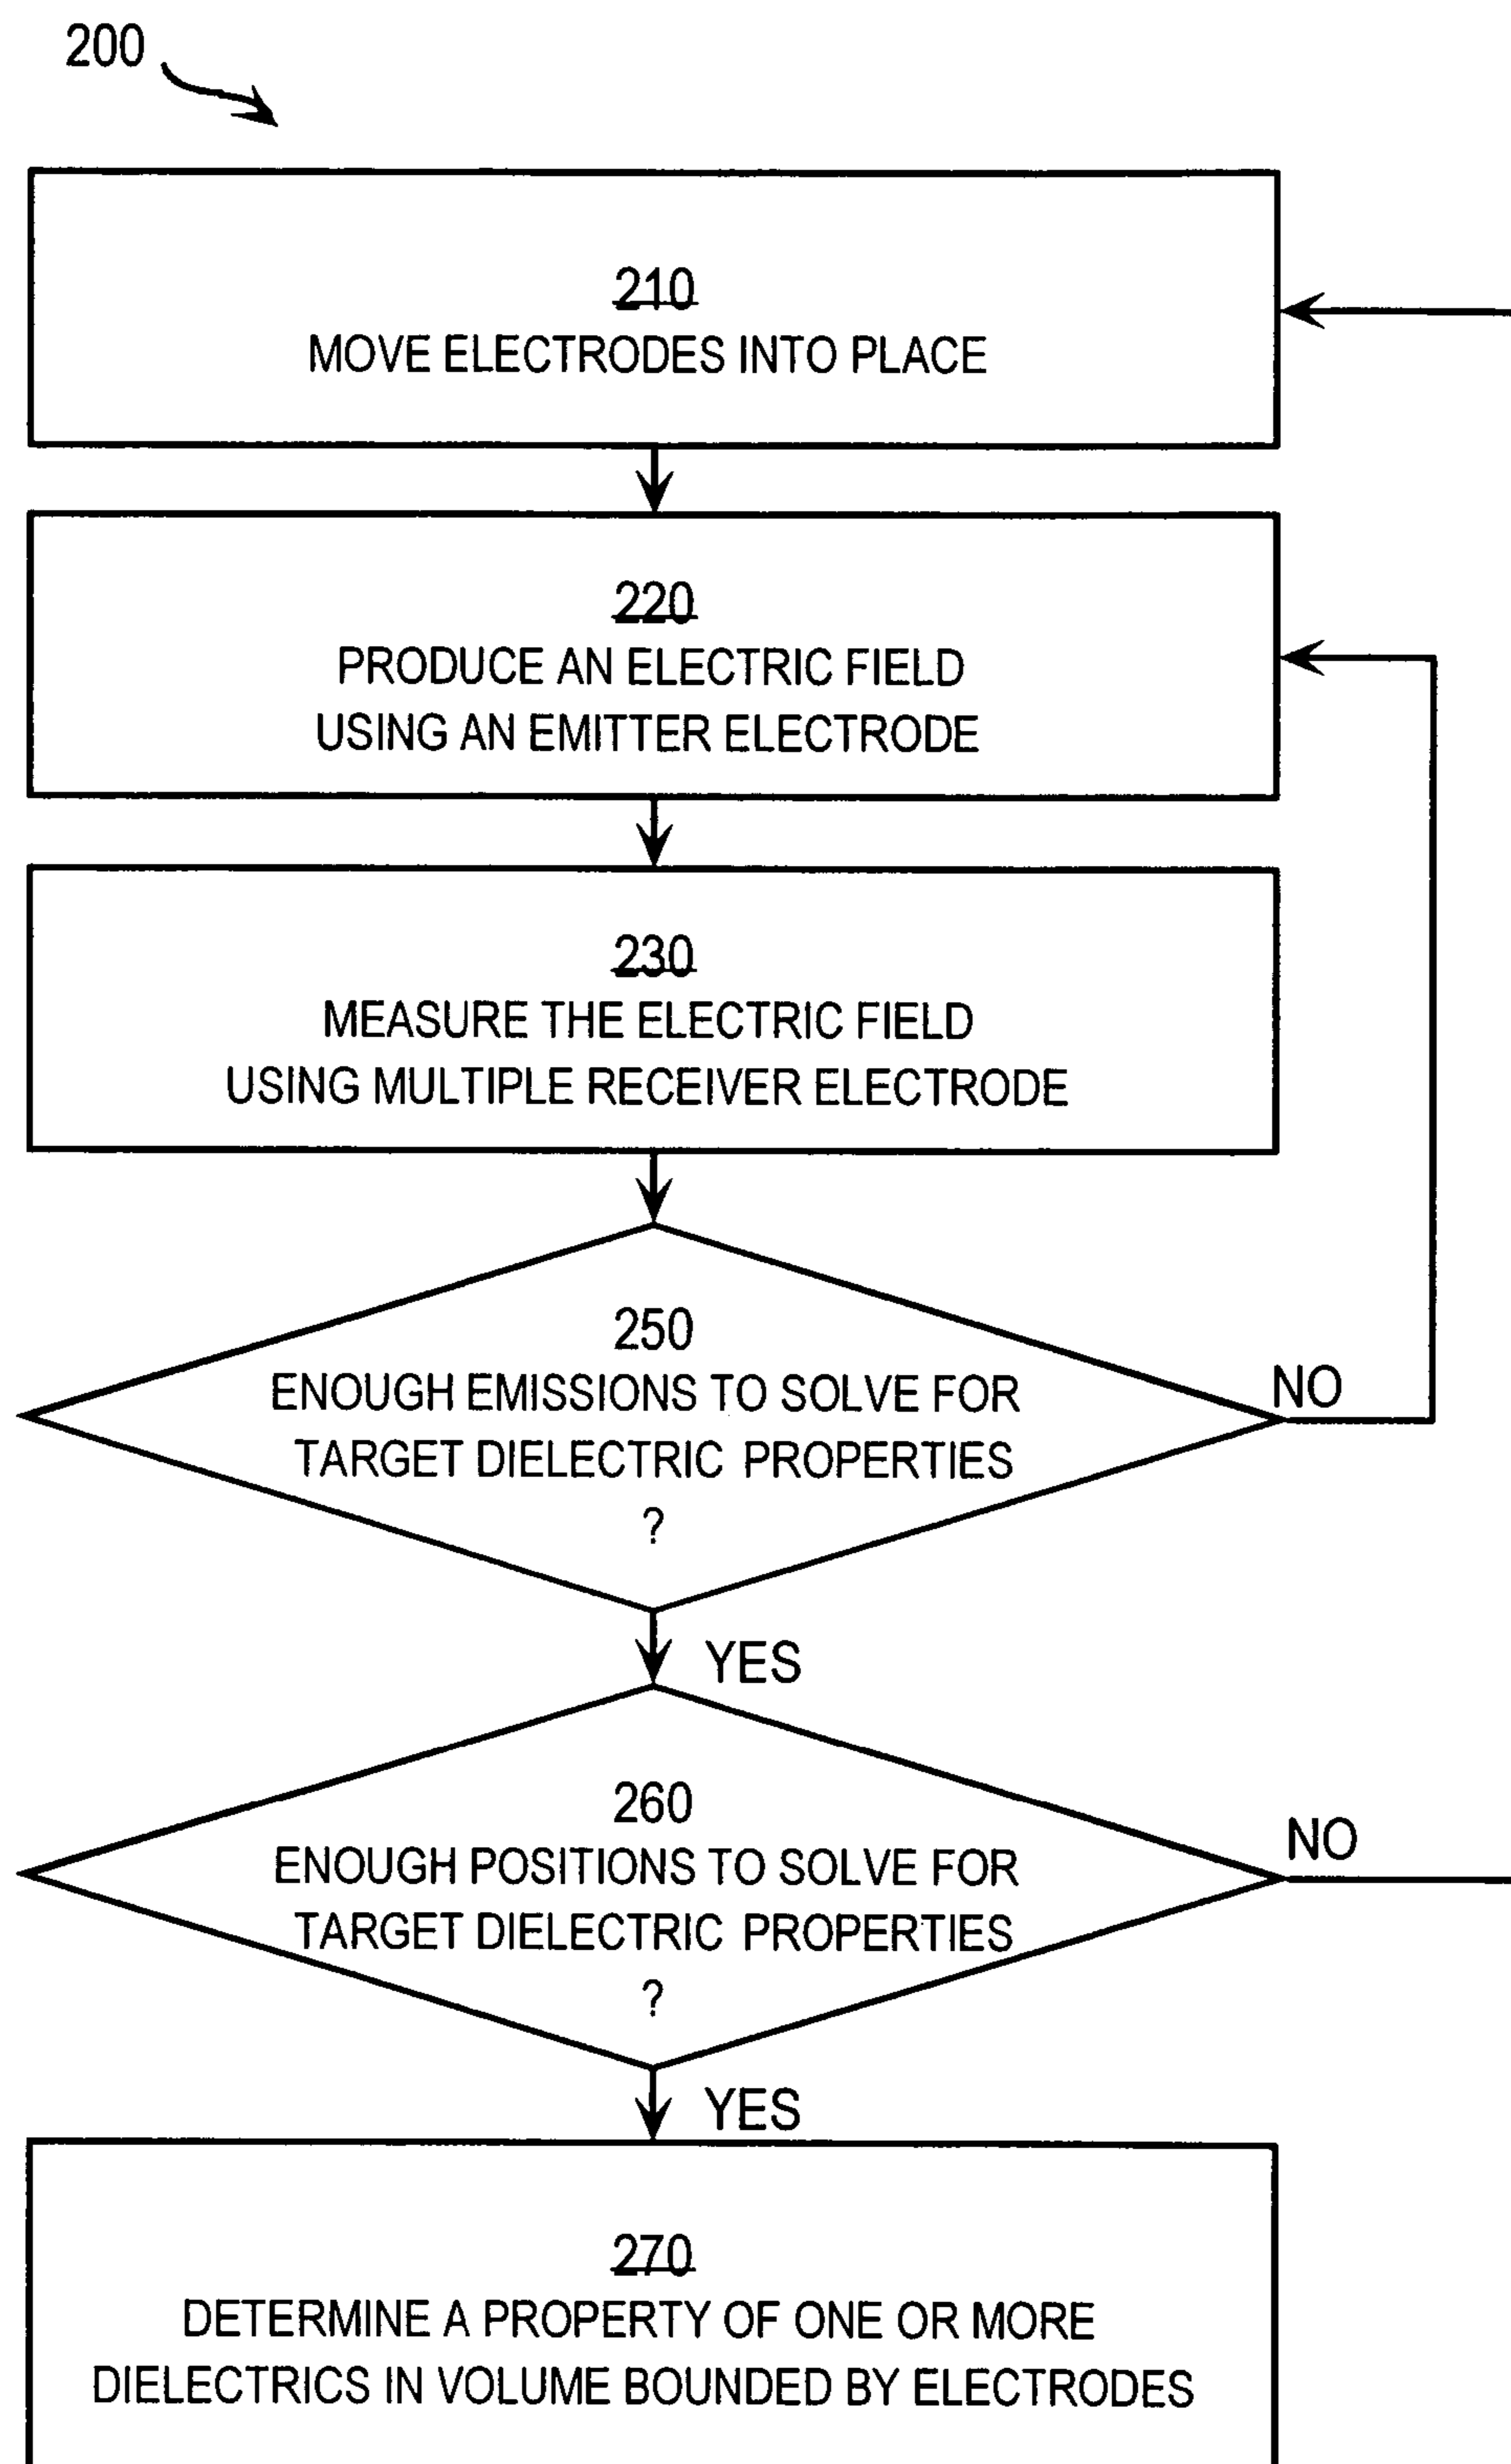 200
210
MOVE ELECTRODES INTO PLACE
220
PRODUCE AN ELECTRIC FIELD
USING AN EMITTER ELECTRODE
230
MEASURE THE ELECTRIC FIELD
USING MULTIPLE RECEIVER ELECTRODE
250
ENOUGH EMISSIONS TO SOLVE FOR
TARGET DIELECTRIC PROPERTIES
?
NO
YES
260
ENOUGH POSITIONS TO SOLVE FOR
TARGET DIELECTRIC PROPERTIES
?
NO
YES
270
DETERMINE A PROPERTY OF ONE OR MORE
DIELECTRICS IN VOLUME BOUNDED BY ELECTRODES